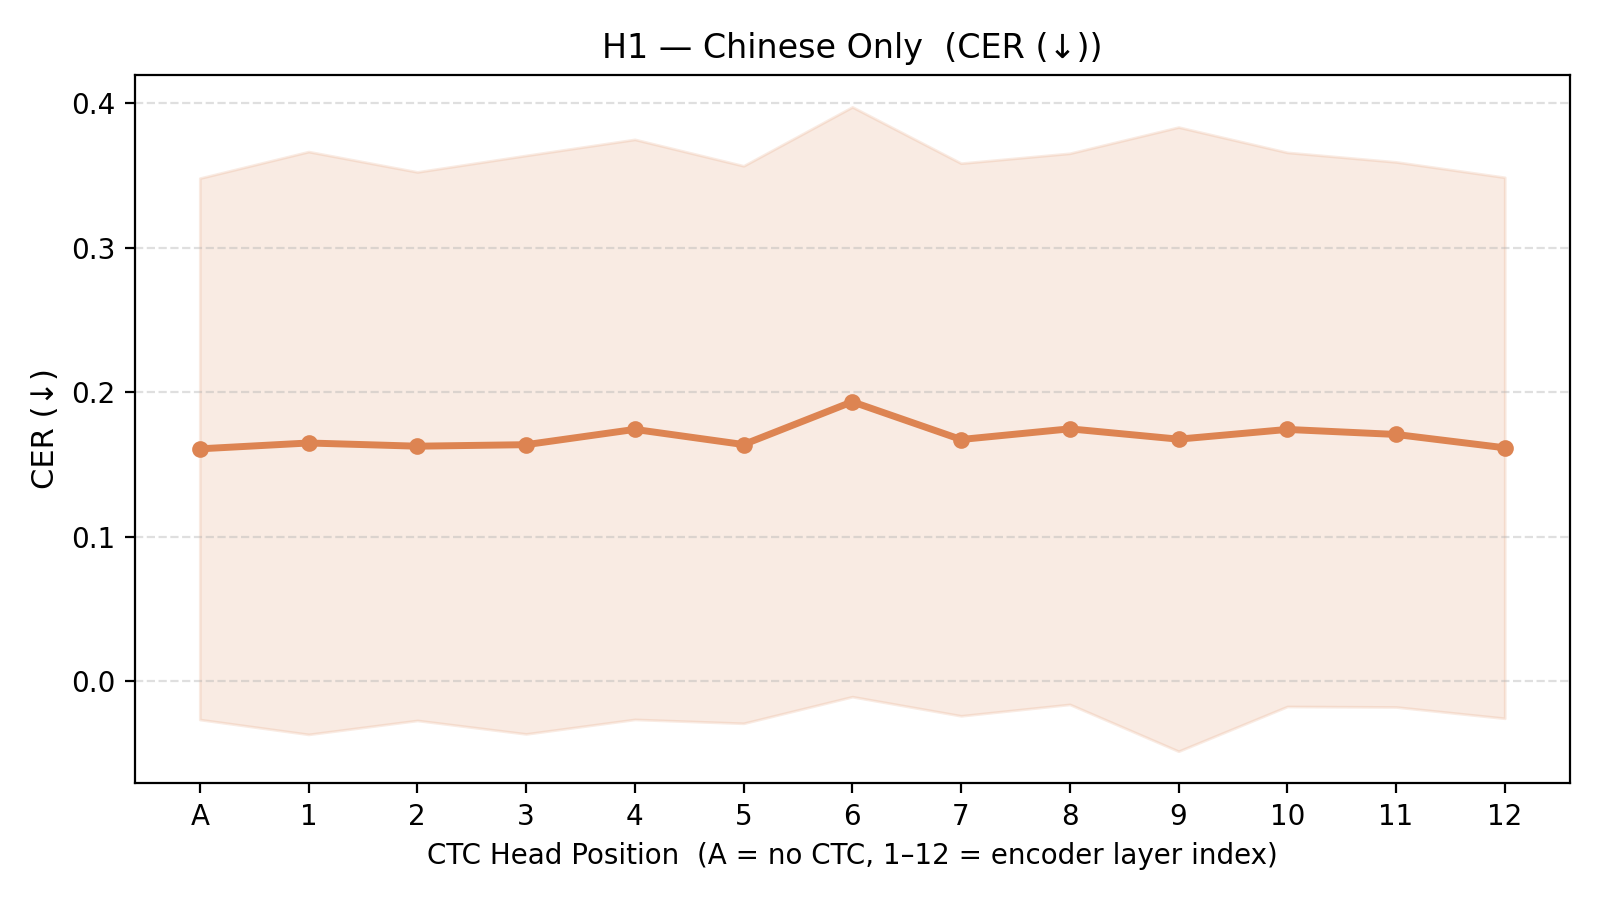 H1 — Chinese Only  (CER (↓))
CER (↓)
0.4
0.3
0.2
0.1
0.0
A 1 2 3 4 5 6 7 8 9 10 11 12
CTC Head Position  (A = no CTC, 1–12 = encoder layer index)